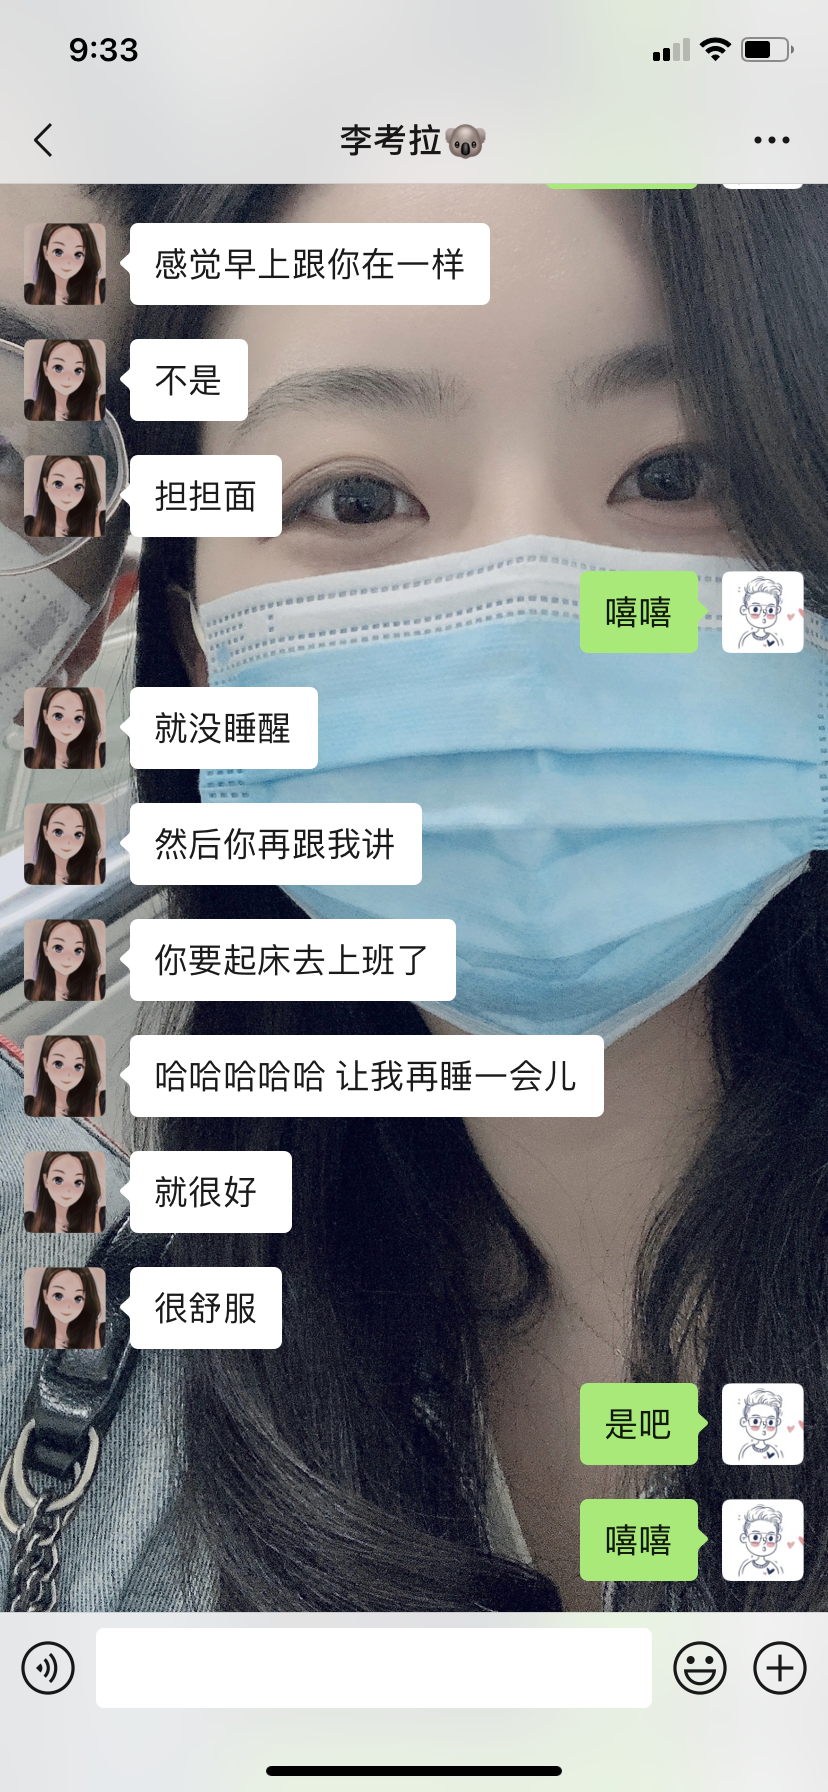 9:33
李考拉🐨
感觉早上跟你在一样
不是
担担面
嘻嘻
就没睡醒
然后你再跟我讲
你要起床去上班了
哈哈哈哈哈 让我再睡一会儿
就很好
很舒服
是吧
嘻嘻